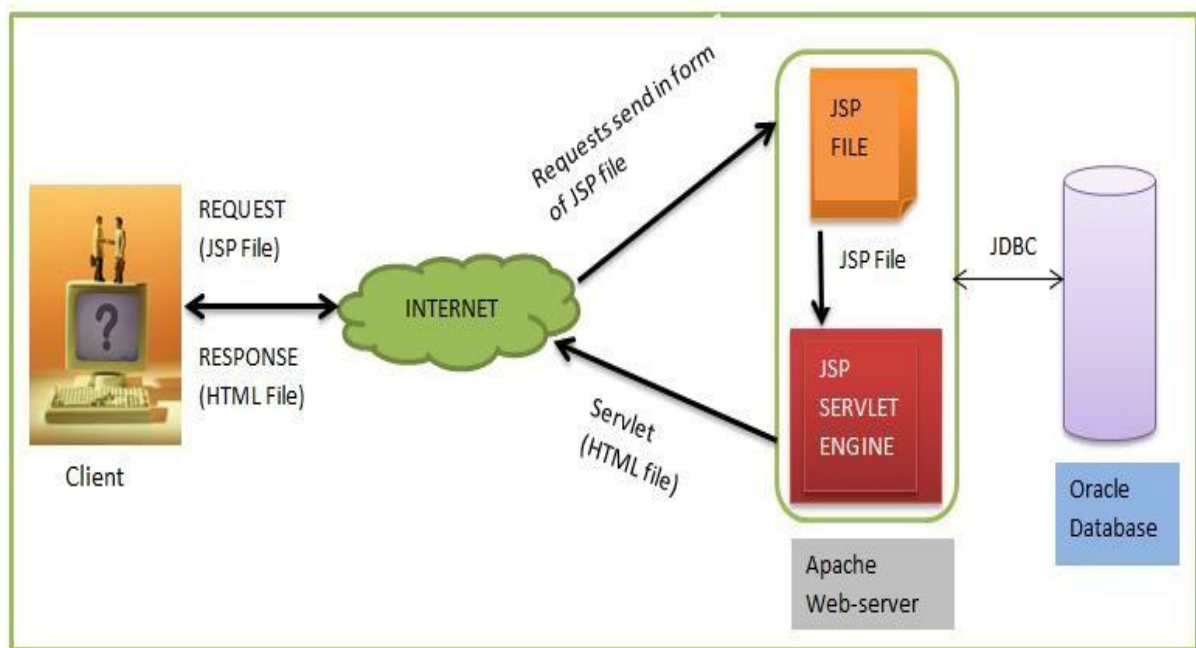 REQUEST
(JSP File)
RESPONSE
(HTML File)
Client
INTERNET
Requests send in form
of JSP file
Servlet
(HTML file)
JSP
FILE
JSP File
JSP
SERVLET
ENGINE
Apache
Web-server
JDBC
Oracle
Database
?